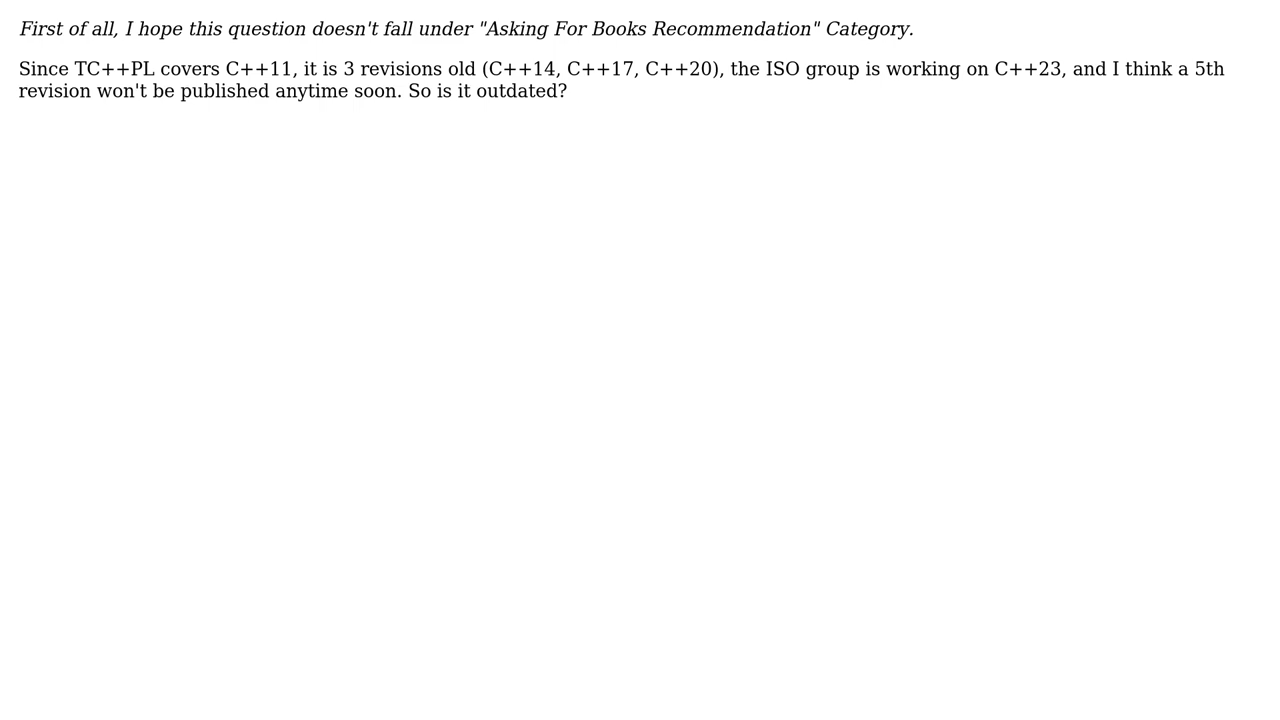 First of all, I hope this question doesn't fall under "Asking For Books Recommendation" Category.
Since TC++PL covers C++11, it is 3 revisions old (C++14, C++17, C++20), the ISO group is working on C++23, and I think a 5th
revision won't be published anytime soon. So is it outdated?